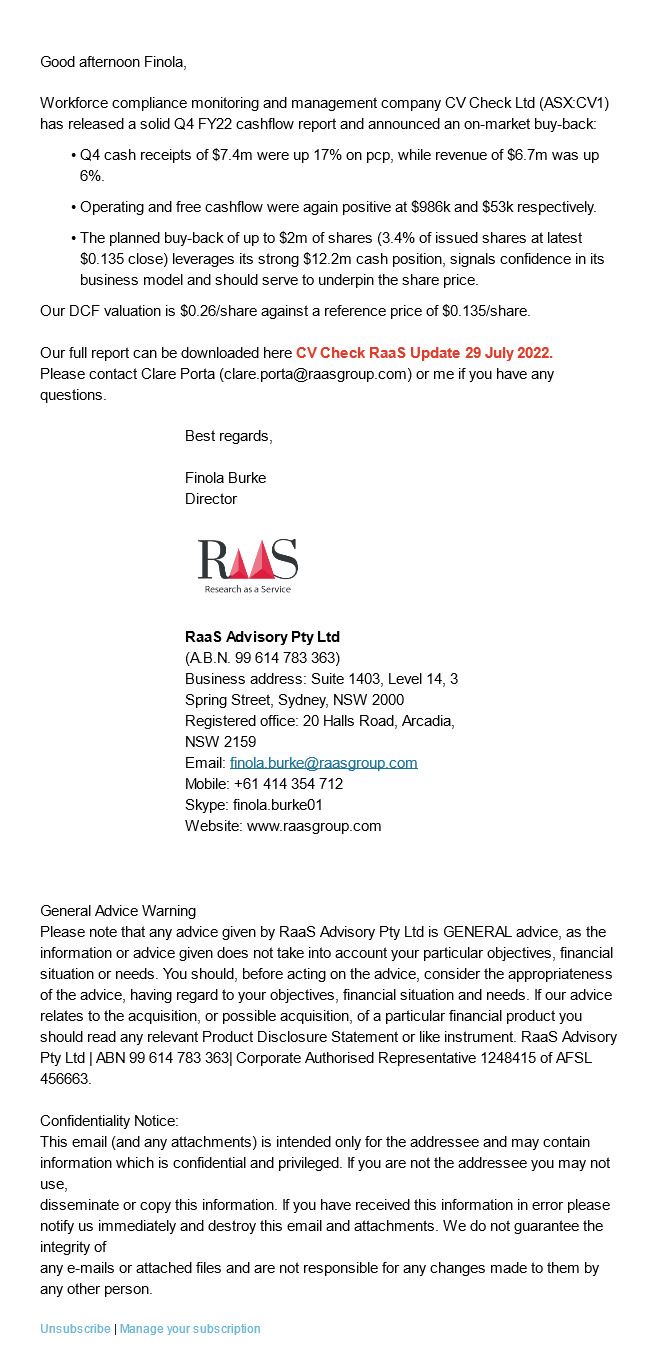 Good afternoon Finola,
Workforce compliance monitoring and management company CV Check Ltd (ASX:CV1)
has released a solid Q4 FY22 cashflow report and announced an on-market buy-back:
• Q4 cash receipts of $7.4m were up 17% on pcp, while revenue of $6.7m was up
6%.
• Operating and free cashflow were again positive at $986k and $53k respectively.
• The planned buy-back of up to $2m of shares (3.4% of issued shares at latest
$0.135 close) leverages its strong $12.2m cash position, signals confidence in its
business model and should serve to underpin the share price.
Our DCF valuation is $0.26/share against a reference price of $0.135/share.
Our full report can be downloaded here CV Check RaaS Update 29 July 2022.
Please contact Clare Porta (clare.porta@raasgroup.com) or me if you have any
questions.
Best regards,
Finola Burke
Director
RaaS
Research as a Service
RaaS Advisory Pty Ltd
(A.B.N. 99 614 783 363)
Business address: Suite 1403, Level 14, 3
Spring Street, Sydney, NSW 2000
Registered office: 20 Halls Road, Arcadia,
NSW 2159
Email: finola.burke@raasgroup.com
Mobile: +61 414 354 712
Skype: finola.burke01
Website: www.raasgroup.com
General Advice Warning
Please note that any advice given by RaaS Advisory Pty Ltd is GENERAL advice, as the
information or advice given does not take into account your particular objectives, financial
situation or needs. You should, before acting on the advice, consider the appropriateness
of the advice, having regard to your objectives, financial situation and needs. If our advice
relates to the acquisition, or possible acquisition, of a particular financial product you
should read any relevant Product Disclosure Statement or like instrument. RaaS Advisory
Pty Ltd | ABN 99 614 783 363| Corporate Authorised Representative 1248415 of AFSL
456663.
Confidentiality Notice:
This email (and any attachments) is intended only for the addressee and may contain
information which is confidential and privileged. If you are not the addressee you may not
use,
disseminate or copy this information. If you have received this information in error please
notify us immediately and destroy this email and attachments. We do not guarantee the
integrity of
any e-mails or attached files and are not responsible for any changes made to them by
any other person.
Unsubscribe | Manage your subscription